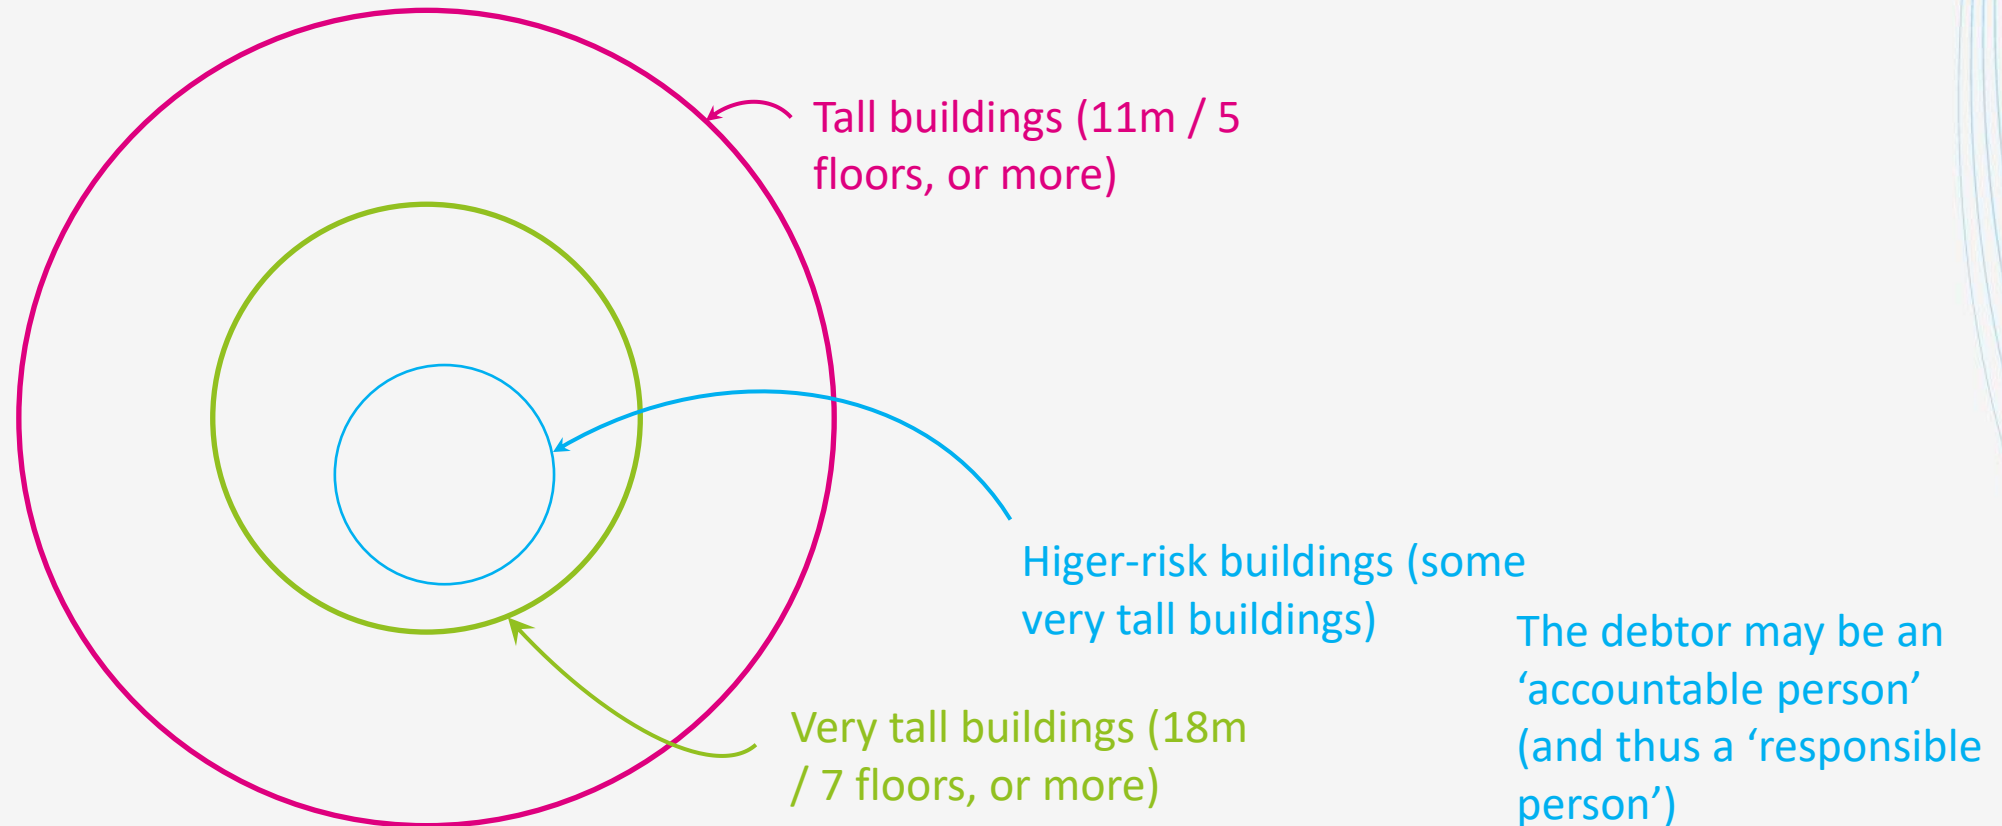 Tall buildings (11m / 5
floors, or more)
Higer-risk buildings (some
very tall buildings)
The debtor may be an
‘accountable person’
(and thus a ‘responsible
person’)
Very tall buildings (18m
/ 7 floors, or more)